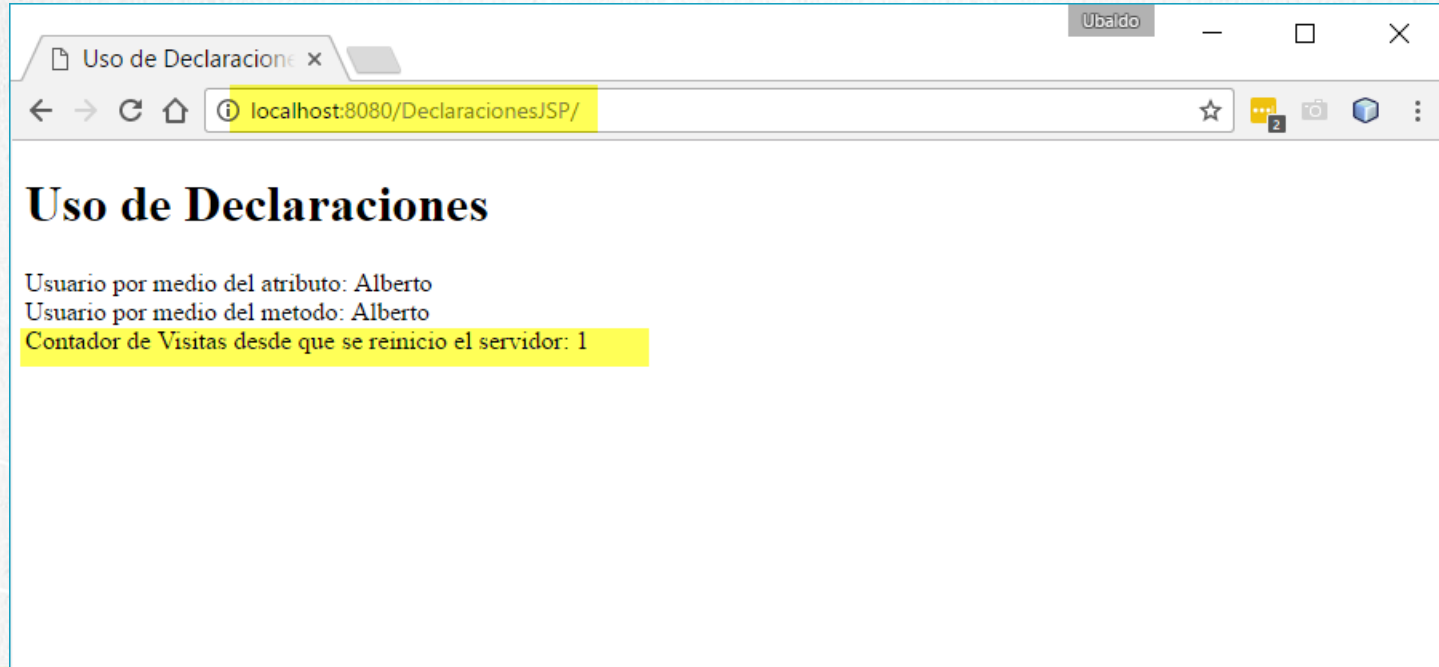 Ubaldo
Uso de Declaracione
localhost:8080/DeclaracionesJSP/
2
Uso de Declaraciones
Usuario por medio del atributo: Alberto
Usuario por medio del metodo: Alberto
Contador de Visitas desde que se reinicio el servidor: 1